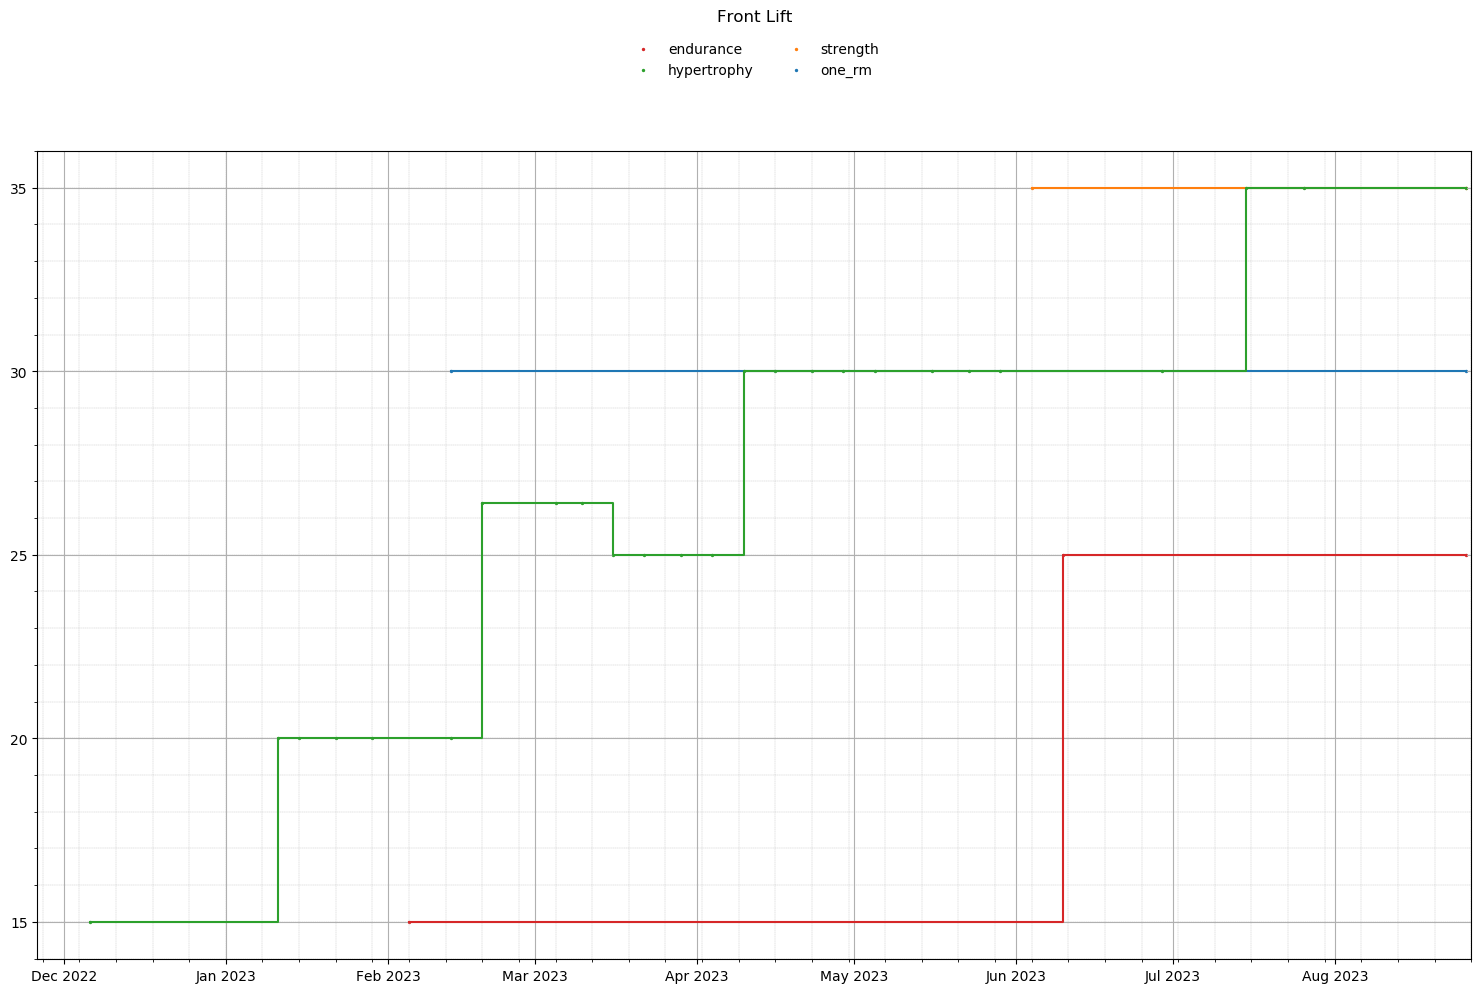 Front Lift
endurance strength
hypertrophy one_rm
35
30
25
20
15
Dec 2022 Jan 2023 Feb 2023 Mar 2023 Apr 2023 May 2023 Jun 2023 Jul 2023 Aug 2023